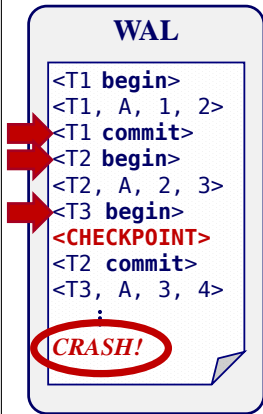 WAL
<T1 begin>
<T1, A, 1, 2>
<T1 commit>
<T2 begin>
<T2, A, 2, 3>
<T3 begin>
<CHECKPOINT>
<T2 commit>
<T3, A, 3, 4>
⋮
CRASH!